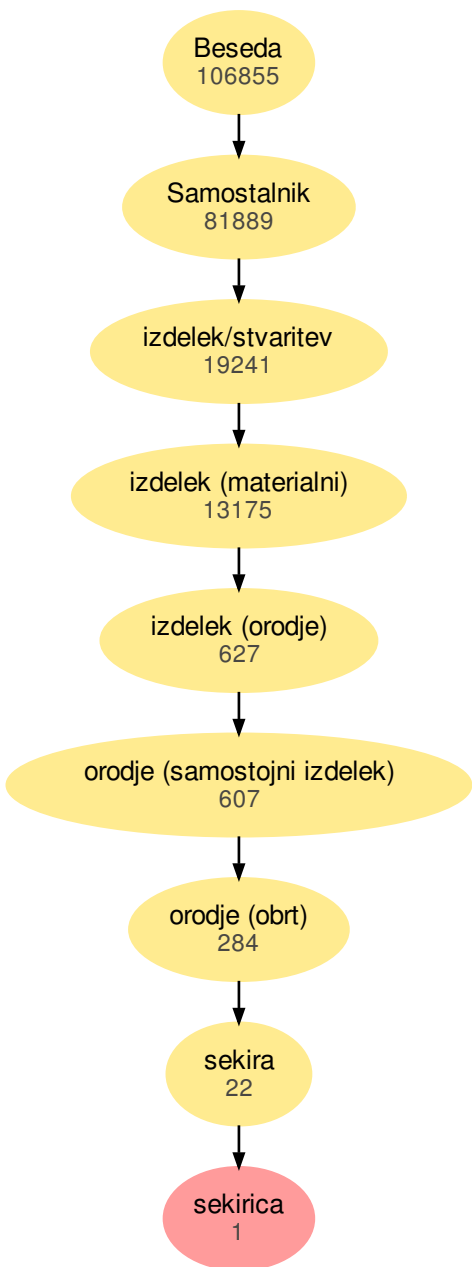 Beseda
106855
Samostalnik
81889
izdelek/stvaritev
19241
izdelek (materialni)
13175
izdelek (orodje)
627
orodje (samostojni izdelek)
607
orodje (obrt)
284
sekira
22
sekirica
1